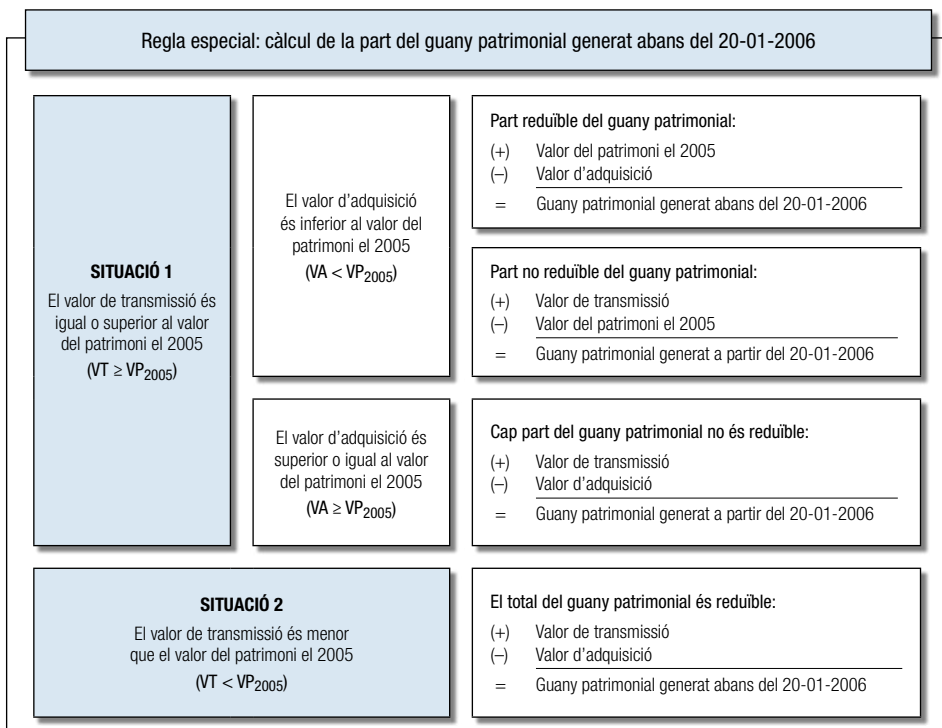 Regla especial: càlcul de la part del guany patrimonial generat abans del 20-01-2006
SITUACIÓ 1
El valor de transmissió és
igual o superior al valor
del patrimoni el 2005
(VT ≥ VP2005)
El valor d'adquisició
és inferior al valor del
patrimoni el 2005
(VA < VP2005)
Part reduïble del guany patrimonial:
(+) Valor del patrimoni el 2005
(–) Valor d'adquisició
= Guany patrimonial generat abans del 20-01-2006
Part no reduïble del guany patrimonial:
(+) Valor de transmissió
(–) Valor del patrimoni el 2005
= Guany patrimonial generat a partir del 20-01-2006
El valor d'adquisició és
superior o igual al valor
del patrimoni el 2005
(VA ≥ VP2005)
Cap part del guany patrimonial no és reduïble:
(+) Valor de transmissió
(–) Valor d'adquisició
= Guany patrimonial generat a partir del 20-01-2006
SITUACIÓ 2
El valor de transmissió és menor
que el valor del patrimoni el 2005
(VT < VP2005)
El total del guany patrimonial és reduïble:
(+) Valor de transmissió
(–) Valor d'adquisició
= Guany patrimonial generat abans del 20-01-2006